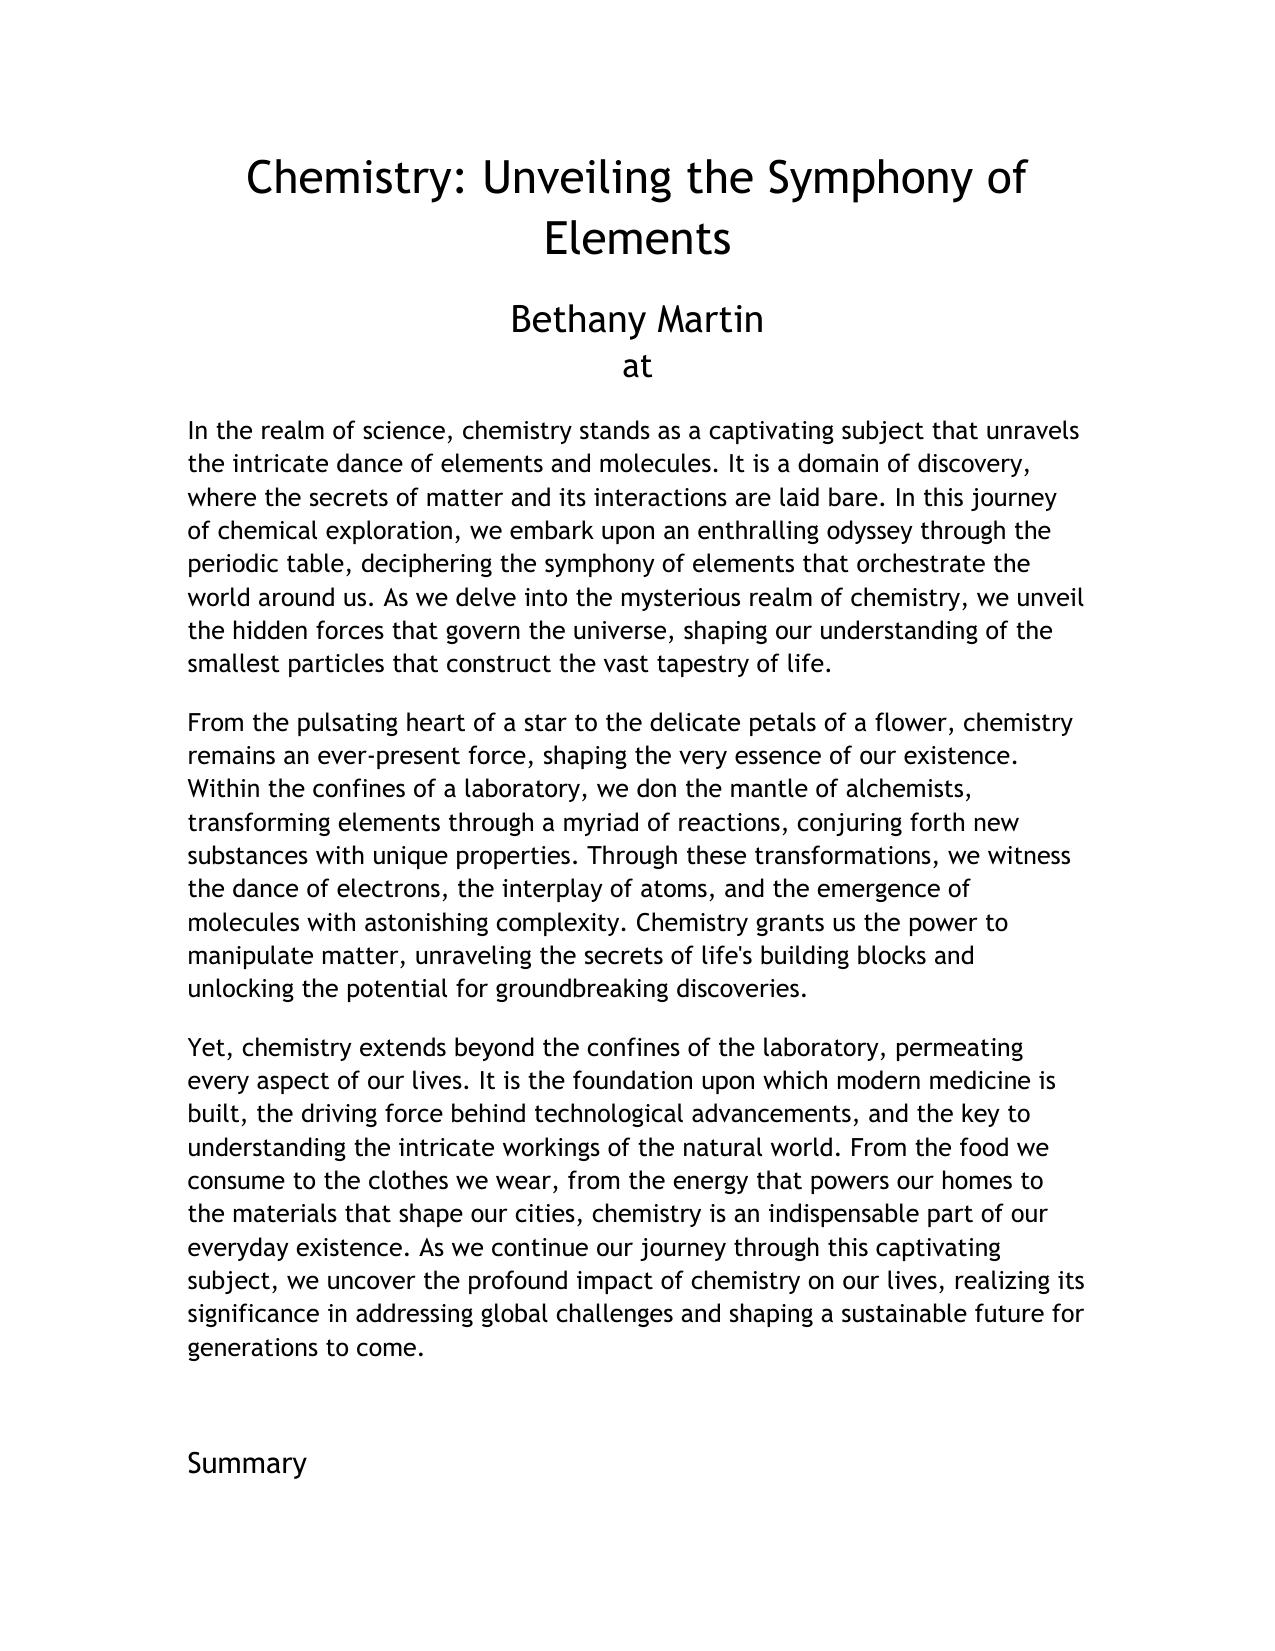 Chemistry: Unveiling the Symphony of
Elements
Bethany Martin
at
In the realm of science, chemistry stands as a captivating subject that unravels
the intricate dance of elements and molecules. It is a domain of discovery,
where the secrets of matter and its interactions are laid bare. In this journey
of chemical exploration, we embark upon an enthralling odyssey through the
periodic table, deciphering the symphony of elements that orchestrate the
world around us. As we delve into the mysterious realm of chemistry, we unveil
the hidden forces that govern the universe, shaping our understanding of the
smallest particles that construct the vast tapestry of life.
From the pulsating heart of a star to the delicate petals of a flower, chemistry
remains an ever-present force, shaping the very essence of our existence.
Within the confines of a laboratory, we don the mantle of alchemists,
transforming elements through a myriad of reactions, conjuring forth new
substances with unique properties. Through these transformations, we witness
the dance of electrons, the interplay of atoms, and the emergence of
molecules with astonishing complexity. Chemistry grants us the power to
manipulate matter, unraveling the secrets of life's building blocks and
unlocking the potential for groundbreaking discoveries.
Yet, chemistry extends beyond the confines of the laboratory, permeating
every aspect of our lives. It is the foundation upon which modern medicine is
built, the driving force behind technological advancements, and the key to
understanding the intricate workings of the natural world. From the food we
consume to the clothes we wear, from the energy that powers our homes to
the materials that shape our cities, chemistry is an indispensable part of our
everyday existence. As we continue our journey through this captivating
subject, we uncover the profound impact of chemistry on our lives, realizing its
significance in addressing global challenges and shaping a sustainable future for
generations to come.
Summary